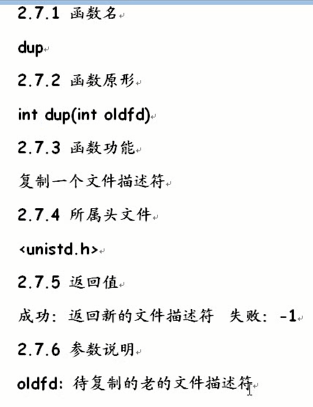 2.7.1 函数名
dup
2.7.2 函数原形
int dup(int oldfd)
2.7.3 函数功能
复制一个文件描述符
2.7.4 所属头文件
<unistd.h>
2.7.5 返回值
成功: 返回新的文件描述符 失败: -1
2.7.6 参数说明
oldfd: 待复制的老的文件描述符